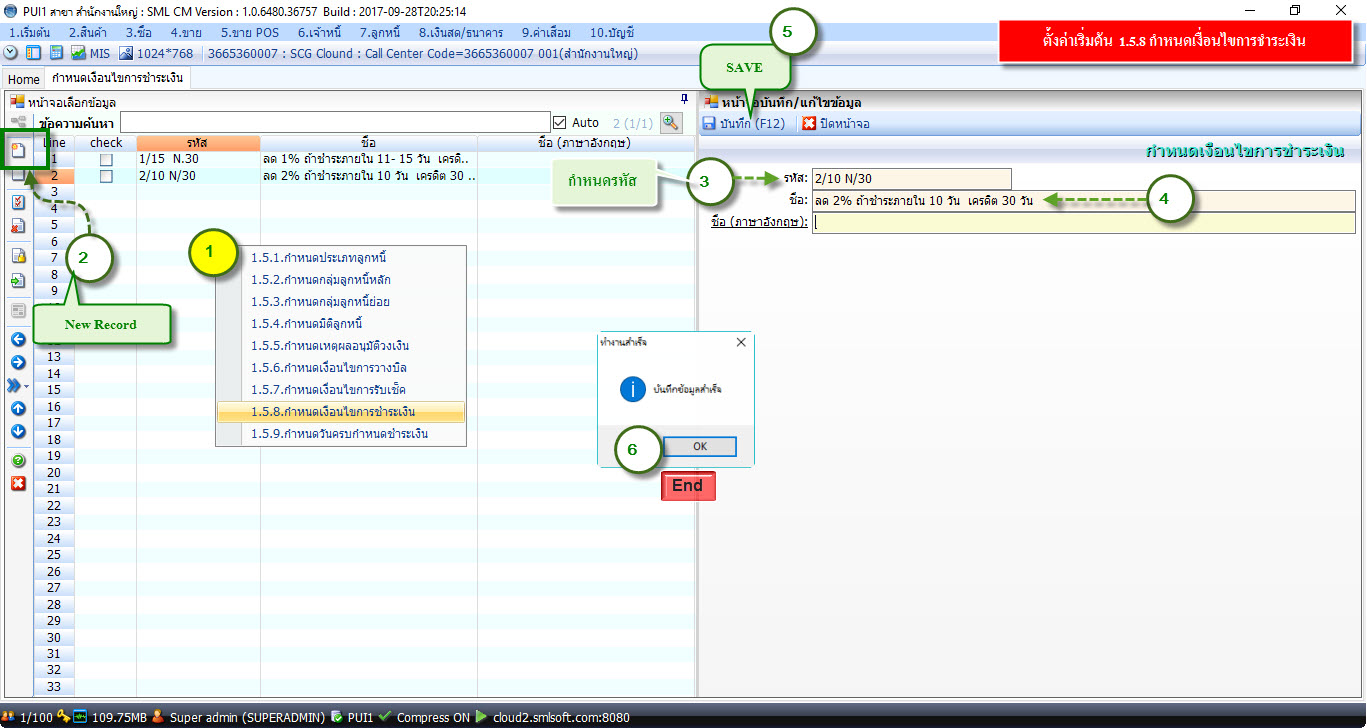 PUI1 สาขา สำนักงานใหญ่ : SML CM Version : 1.0.6480.36757 Build : 2017-09-28T20:25:14
1.เริ่มต้น 2.สินค้า 3.ซื้อ 4.ขาย 5.ขาย POS 6.เจ้าหนี้ 7.ลูกหนี้ 8.เงินสด/ธนาคาร 9.ค่าเสื่อม 10.บัญชี
5
ตั้งค่าเริ่มต้น 1.5.8 กำหนดเงื่อนไขการชำระเงิน
MIS 1024*768 3665360007 : SCG Clound : Call Center Code=3665360007 001(สำนักงานใหญ่)
SAVE
Home กำหนดเงื่อนไขการชำระเงิน
หน้าจอเลือกข้อมูล
หน้าจอบันทึก/แก้ไขข้อมูล
ข้อความค้นหา Auto 2 (1/1)
บันทึก (F12) ปิดหน้าจอ
Line check รหัส ชื่อ ชื่อ (ภาษาอังกฤษ)
กำหนดเงื่อนไขการชำระเงิน
1 1/15 N.30 ลด 1% ถ้าชำระภายใน 11- 15 วัน เครดิ..
2 2/10 N/30 ลด 2% ถ้าชำระภายใน 10 วัน เครดิต 30 ..
กำหนดรหัส
3
รหัส: 2/10 N/30
ชื่อ: ลด 2% ถ้าชำระภายใน 10 วัน เครดิต 30 วัน
4
ชื่อ (ภาษาอังกฤษ):
3
4
5
6
7
8
9
2
New Record
1
1.5.1.กำหนดประเภทลูกหนี้
1.5.2.กำหนดกลุ่มลูกหนี้หลัก
1.5.3.กำหนดกลุ่มลูกหนี้ย่อย
1.5.4.กำหนดมิติลูกหนี้
1.5.5.กำหนดเหตุผลอนุมัติวงเงิน
1.5.6.กำหนดเงื่อนไขการวางบิล
1.5.7.กำหนดเงื่อนไขการรับเช็ค
1.5.8.กำหนดเงื่อนไขการชำระเงิน
1.5.9.กำหนดวันครบกำหนดชำระเงิน
ทำงานสำเร็จ
บันทึกข้อมูลสำเร็จ
6
OK
End
13
14
15
16
17
18
19
20
21
22
23
24
25
26
27
28
29
30
31
32
33
1/100 109.75MB Super admin (SUPERADMIN) PUI1 Compress ON cloud2.smlsoft.com:8080